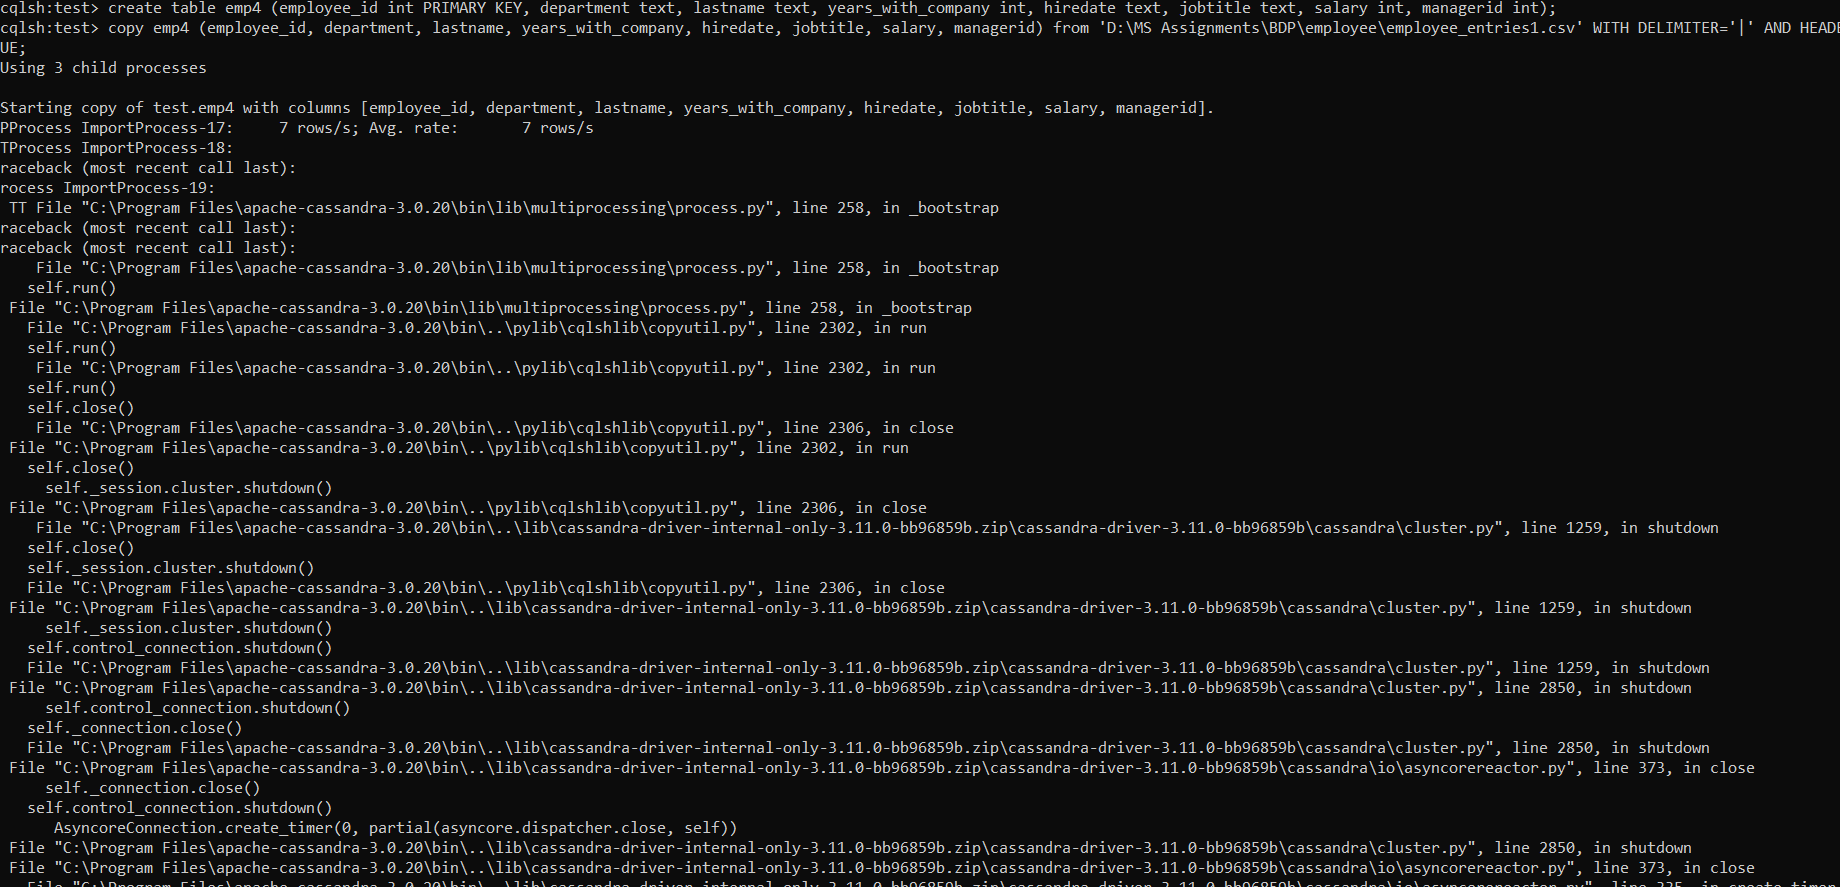 cqlsh:test> create table emp4 (employee_id int PRIMARY KEY, department text, lastname text, years_with_company int, hiredate text, jobtitle text, salary int, managerid int);
cqlsh:test> copy emp4 (employee_id, department, lastname, years_with_company, hiredate, jobtitle, salary, managerid) from 'D:\MS Assignments\BDP\employee\employee_entries1.csv' WITH DELIMITER='|' AND HEADE
UE;
Using 3 child processes
Starting copy of test.emp4 with columns [employee_id, department, lastname, years_with_company, hiredate, jobtitle, salary, managerid].
PProcess ImportProcess-17:     7 rows/s; Avg. rate:       7 rows/s
TProcess ImportProcess-18:
raceback (most recent call last):
rocess ImportProcess-19:
 TT File "C:\Program Files\apache-cassandra-3.0.20\bin\lib\multiprocessing\process.py", line 258, in _bootstrap
raceback (most recent call last):
raceback (most recent call last):
    File "C:\Program Files\apache-cassandra-3.0.20\bin\lib\multiprocessing\process.py", line 258, in _bootstrap
   self.run()
 File "C:\Program Files\apache-cassandra-3.0.20\bin\lib\multiprocessing\process.py", line 258, in _bootstrap
   File "C:\Program Files\apache-cassandra-3.0.20\bin\..\pylib\cqlshlib\copyutil.py", line 2302, in run
   self.run()
    File "C:\Program Files\apache-cassandra-3.0.20\bin\..\pylib\cqlshlib\copyutil.py", line 2302, in run
   self.run()
   self.close()
    File "C:\Program Files\apache-cassandra-3.0.20\bin\..\pylib\cqlshlib\copyutil.py", line 2306, in close
 File "C:\Program Files\apache-cassandra-3.0.20\bin\..\pylib\cqlshlib\copyutil.py", line 2302, in run
   self.close()
     self._session.cluster.shutdown()
 File "C:\Program Files\apache-cassandra-3.0.20\bin\..\pylib\cqlshlib\copyutil.py", line 2306, in close
    File "C:\Program Files\apache-cassandra-3.0.20\bin\..\lib\cassandra-driver-internal-only-3.11.0-bb96859b.zip\cassandra-driver-3.11.0-bb96859b\cassandra\cluster.py", line 1259, in shutdown
   self.close()
   self._session.cluster.shutdown()
   File "C:\Program Files\apache-cassandra-3.0.20\bin\..\pylib\cqlshlib\copyutil.py", line 2306, in close
 File "C:\Program Files\apache-cassandra-3.0.20\bin\..\lib\cassandra-driver-internal-only-3.11.0-bb96859b.zip\cassandra-driver-3.11.0-bb96859b\cassandra\cluster.py", line 1259, in shutdown
     self._session.cluster.shutdown()
   self.control_connection.shutdown()
   File "C:\Program Files\apache-cassandra-3.0.20\bin\..\lib\cassandra-driver-internal-only-3.11.0-bb96859b.zip\cassandra-driver-3.11.0-bb96859b\cassandra\cluster.py", line 1259, in shutdown
 File "C:\Program Files\apache-cassandra-3.0.20\bin\..\lib\cassandra-driver-internal-only-3.11.0-bb96859b.zip\cassandra-driver-3.11.0-bb96859b\cassandra\cluster.py", line 2850, in shutdown
     self.control_connection.shutdown()
   self._connection.close()
   File "C:\Program Files\apache-cassandra-3.0.20\bin\..\lib\cassandra-driver-internal-only-3.11.0-bb96859b.zip\cassandra-driver-3.11.0-bb96859b\cassandra\cluster.py", line 2850, in shutdown
 File "C:\Program Files\apache-cassandra-3.0.20\bin\..\lib\cassandra-driver-internal-only-3.11.0-bb96859b.zip\cassandra-driver-3.11.0-bb96859b\cassandra\io\asyncorereactor.py", line 373, in close
     self._connection.close()
   self.control_connection.shutdown()
      AsyncoreConnection.create_timer(0, partial(asyncore.dispatcher.close, self))
 File "C:\Program Files\apache-cassandra-3.0.20\bin\..\lib\cassandra-driver-internal-only-3.11.0-bb96859b.zip\cassandra-driver-3.11.0-bb96859b\cassandra\cluster.py", line 2850, in shutdown
 File "C:\Program Files\apache-cassandra-3.0.20\bin\..\lib\cassandra-driver-internal-only-3.11.0-bb96859b.zip\cassandra-driver-3.11.0-bb96859b\cassandra\io\asyncorereactor.py", line 373, in close